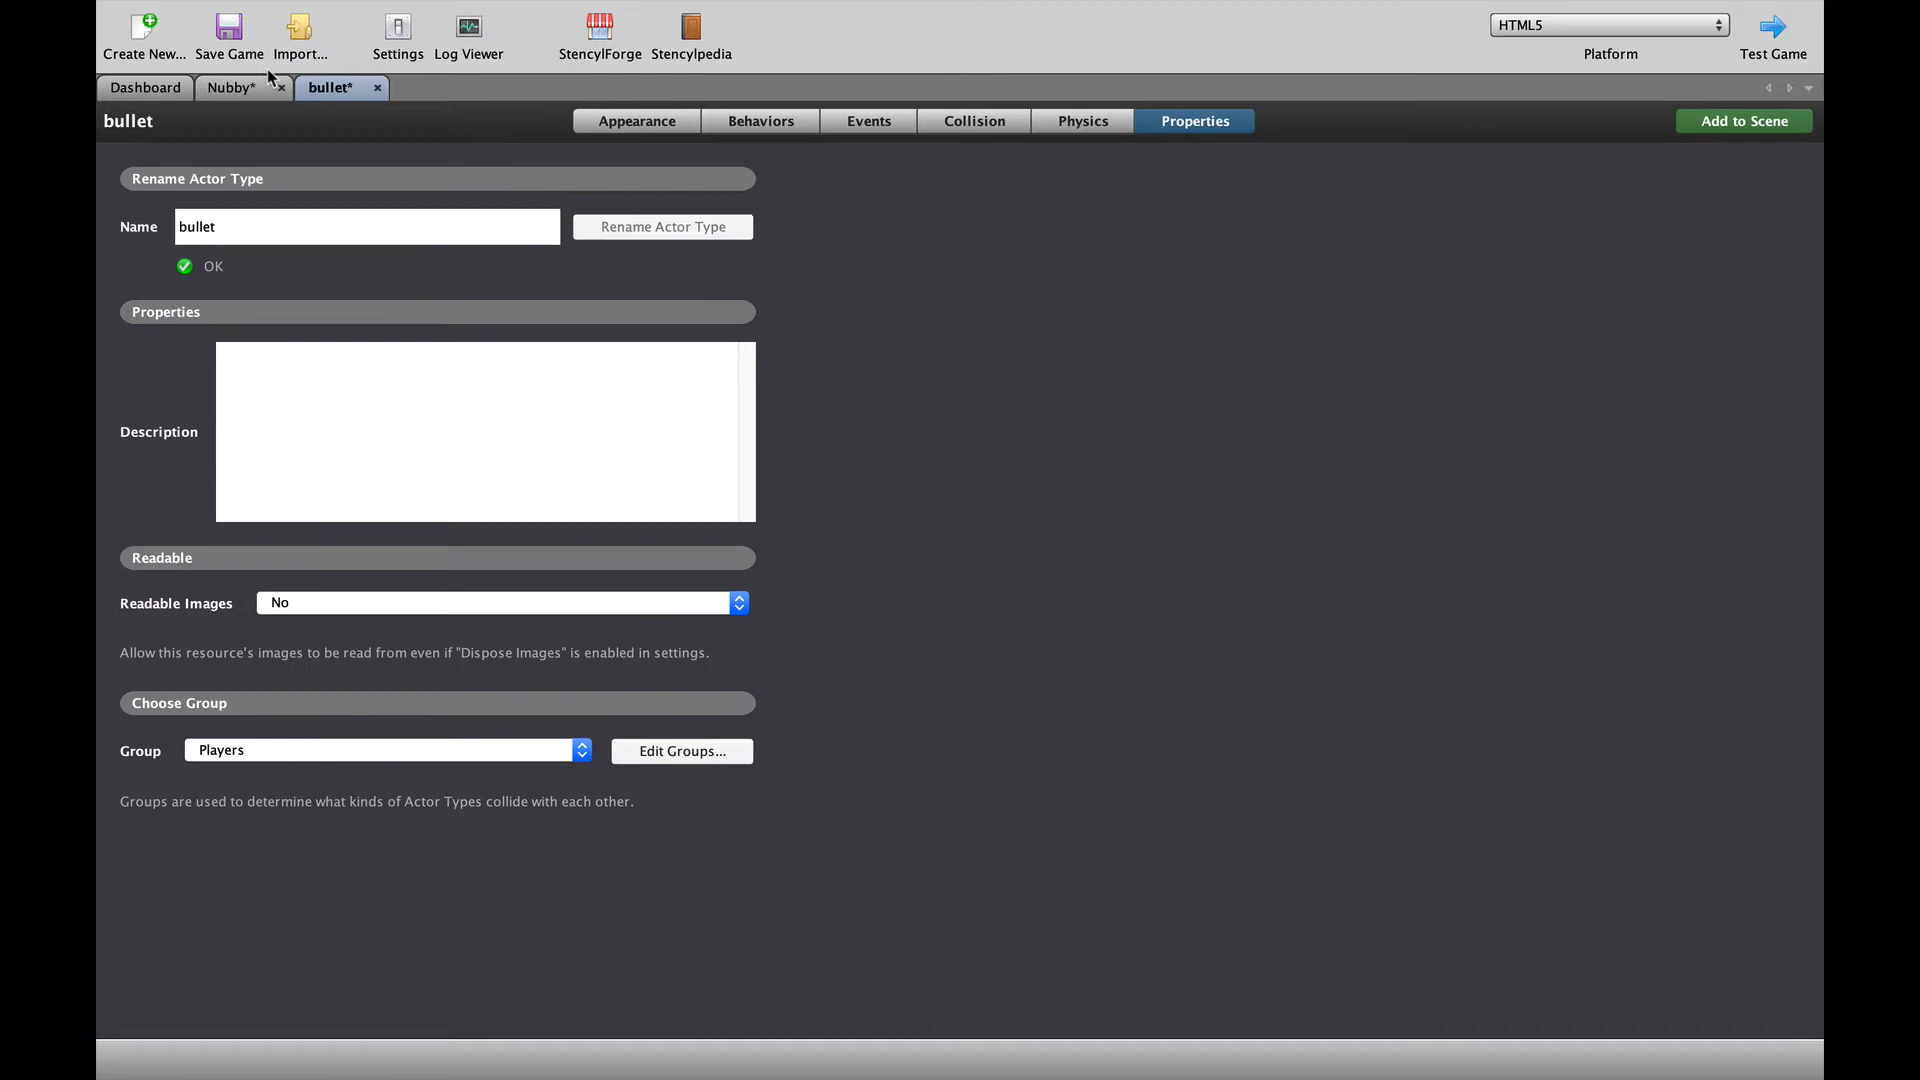 Create New... Save Game Import... Settings Log Viewer StencylForge Stencylpedia HTML5 Platform Test Game
Dashboard Nubby* bullet*
bullet Appearance Behaviors Events Collision Physics Properties Add to Scene
Rename Actor Type
Name bullet Rename Actor Type
OK
Properties
Description
Readable
Readable Images No
Allow this resource's images to be read from even if "Dispose Images" is enabled in settings.
Choose Group
Group Players Edit Groups...
Groups are used to determine what kinds of Actor Types collide with each other.